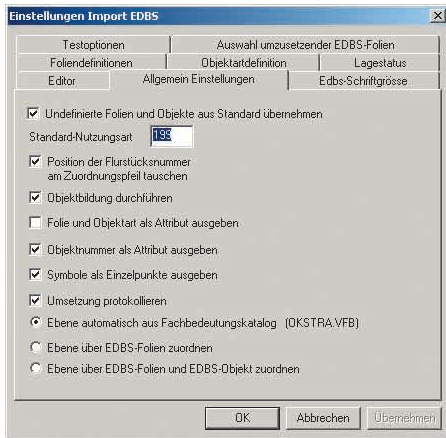 Einstellungen Import EDBS
Testoptionen
Auswahl umzusetzender EDBS-Folien
Foliendefinitionen
Objektartdefinition
Lagestatus
Editor
Allgemein Einstellungen
Edbs-Schriftgrösse
Undefinierte Folien und Objekte aus Standard übernehmen
Standard-Nutzungsart 199
Position der Flurstücksnummer
am Zuordnungspfeil tauschen
Objektbildung durchführen
Folie und Objektart als Attribut ausgeben
Objektnummer als Attribut ausgeben
Symbole als Einzelpunkte ausgeben
Umsetzung protokollieren
Ebene automatisch aus Fachbedeutungskatalog (OKSTRA.VFB)
Ebene über EDBS-Folien zuordnen
Ebene über EDBS-Folien und EDBS-Objekt zuordnen
OK
Abbrechen
Übernehmen